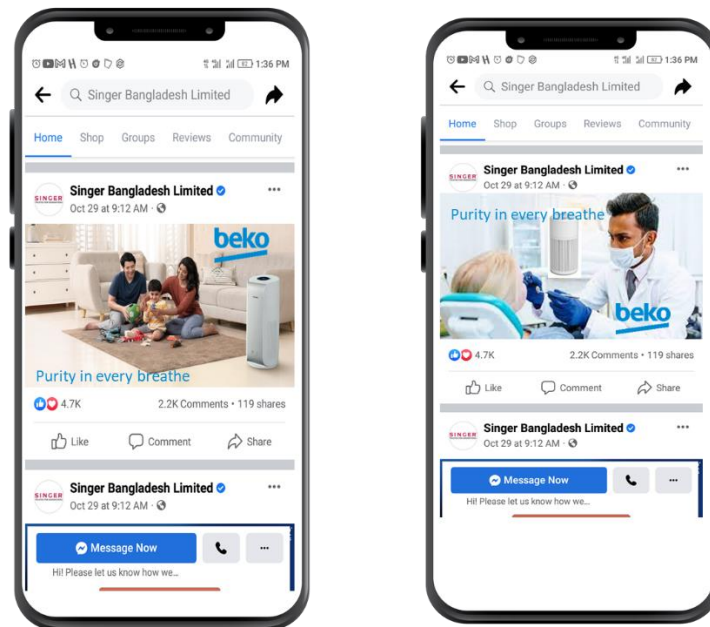 1:36 PM
Singer Bangladesh Limited
Home Shop Groups Reviews Community
SINGER
Singer Bangladesh Limited
Oct 29 at 9:12 AM
beko
Purity in every breathe
4.7K 2.2K Comments • 119 shares
Like Comment Share
SINGER
Singer Bangladesh Limited
Oct 29 at 9:12 AM
Message Now
Hi! Please let us know how we...
1:36 PM
Singer Bangladesh Limited
Home Shop Groups Reviews Community
SINGER
Singer Bangladesh Limited
Oct 29 at 9:12 AM
Purity in every breathe
beko
4.7K 2.2K Comments • 119 shares
Like Comment Share
SINGER
Singer Bangladesh Limited
Oct 29 at 9:12 AM
Message Now
Hi! Please let us know how we...